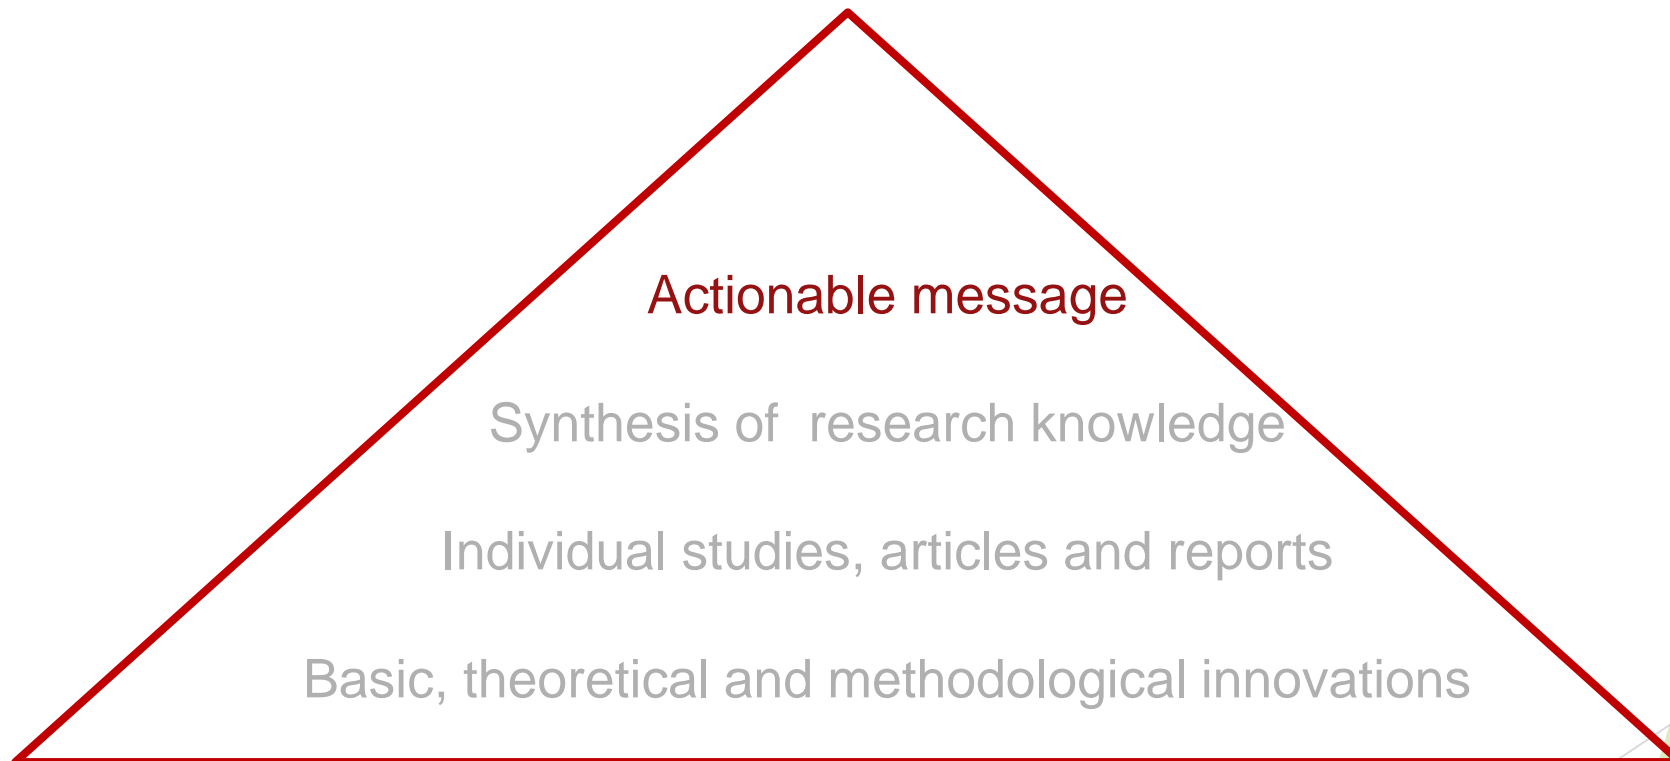 Actionable message
Synthesis of  research knowledge
Individual studies, articles and reports
Basic, theoretical and methodological innovations